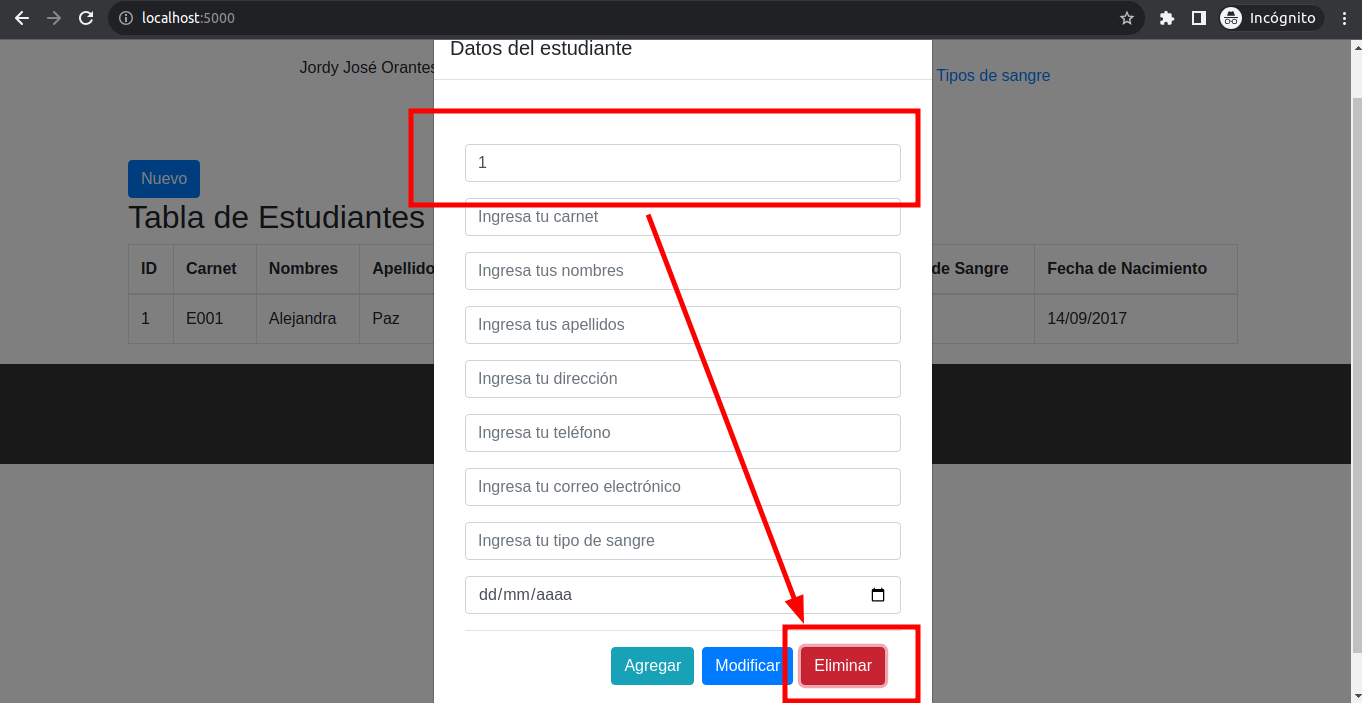 localhost:5000
Incógnito
Datos del estudiante
Jordy José Orantes
Tipos de sangre
1
Nuevo
Tabla de Estudiantes
Ingresa tu carnet
ID Carnet Nombres Apellido de Sangre Fecha de Nacimiento
Ingresa tus nombres
1 E001 Alejandra Paz 14/09/2017
Ingresa tus apellidos
Ingresa tu dirección
Ingresa tu teléfono
Ingresa tu correo electrónico
Ingresa tu tipo de sangre
dd/mm/aaaa
Agregar Modificar Eliminar